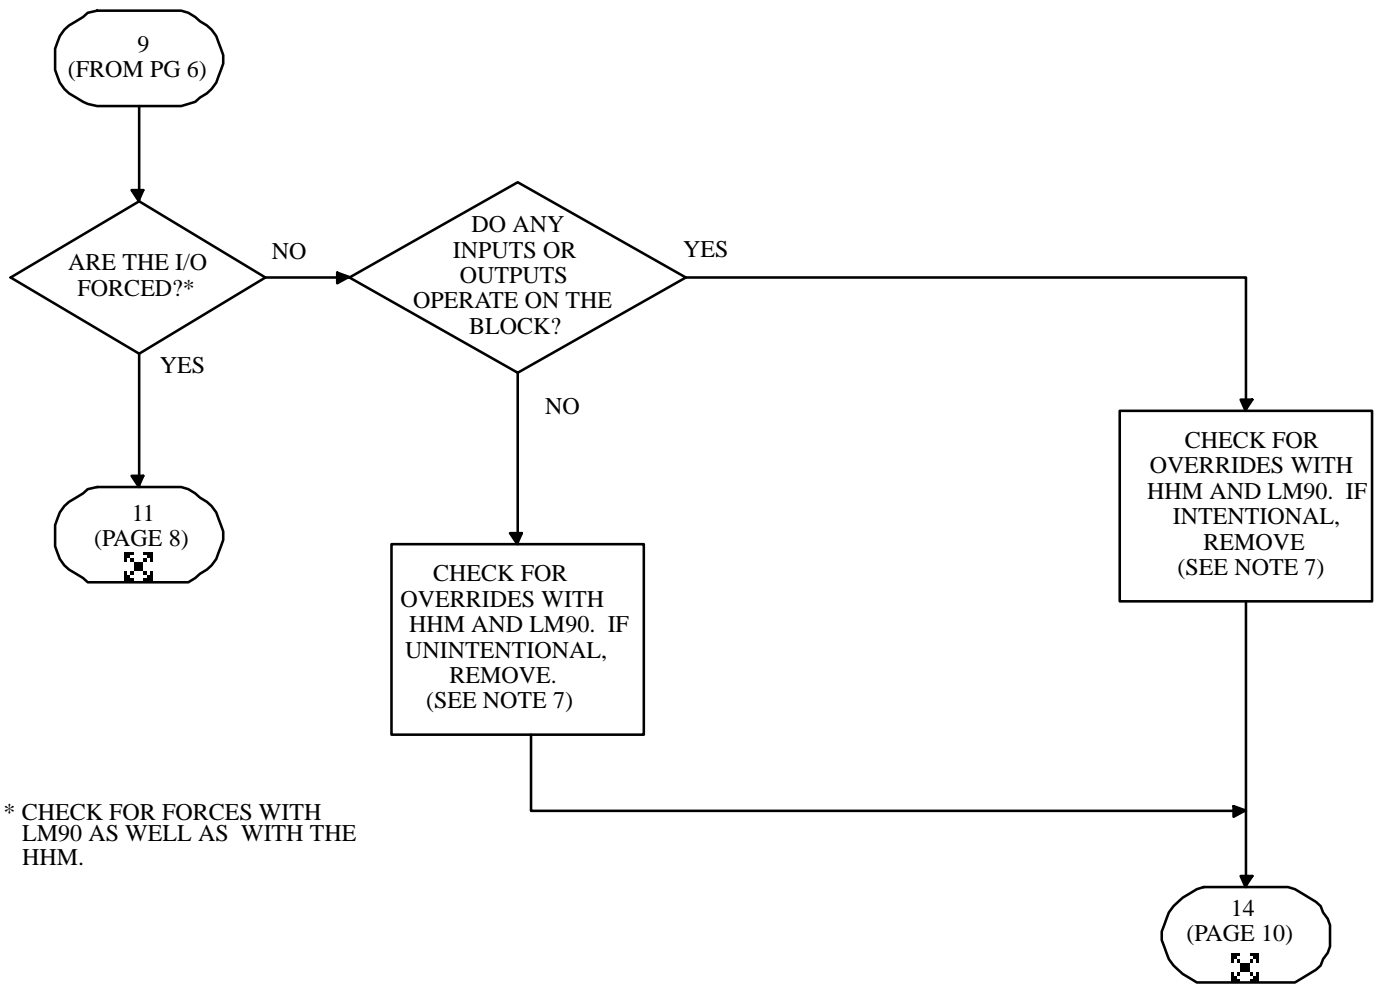 9
(FROM PG 6)
ARE THE I/O
FORCED?*
NO
YES
DO ANY
INPUTS OR
OUTPUTS
OPERATE ON THE
BLOCK?
YES
NO
11
(PAGE 8)
CHECK FOR
OVERRIDES WITH
HHM AND LM90. IF
UNINTENTIONAL,
REMOVE.
(SEE NOTE 7)
CHECK FOR
OVERRIDES WITH
HHM AND LM90. IF
INTENTIONAL,
REMOVE
(SEE NOTE 7)
* CHECK FOR FORCES WITH
LM90 AS WELL AS WITH THE
HHM.
14
(PAGE 10)